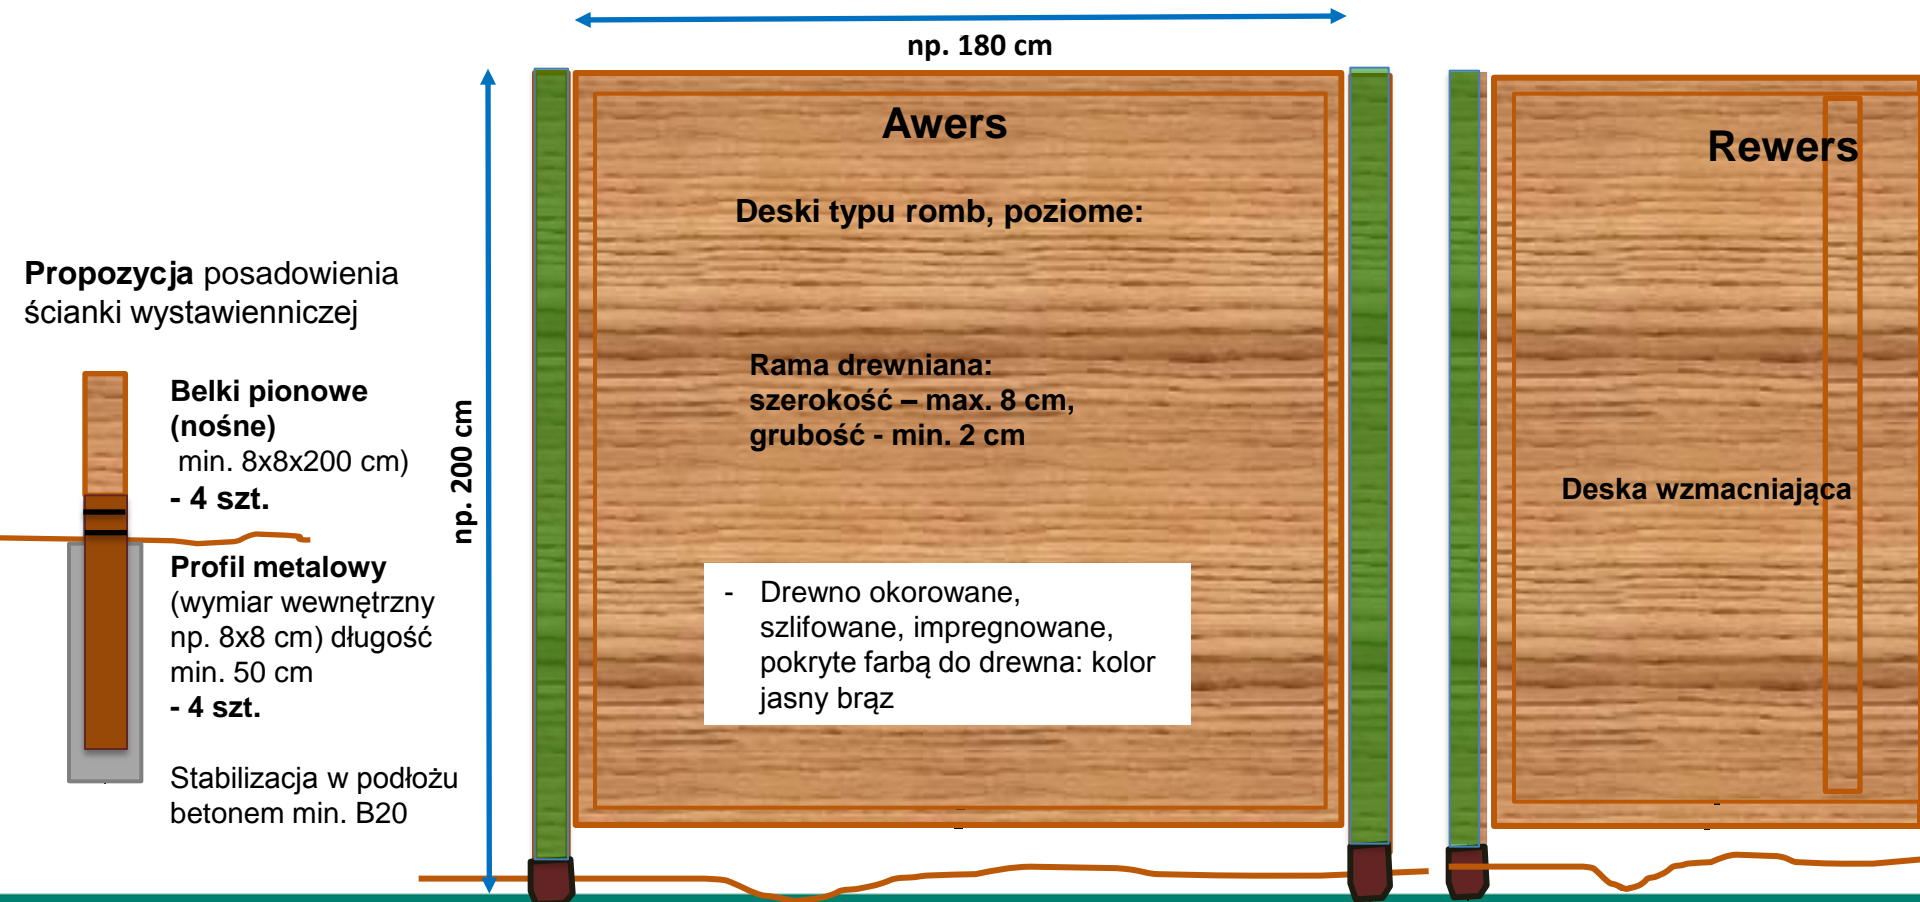 np. 180 cm
Awers
Rewers
Deski typu romb, poziome:
Propozycja posadowienia
ścianki wystawienniczej
Rama drewniana:
szerokość – max. 8 cm,
grubość - min. 2 cm
Belki pionowe
(nośne)
min. 8x8x200 cm)
- 4 szt.
np. 200 cm
Deska wzmacniająca
Profil metalowy
(wymiar wewnętrzny
np. 8x8 cm) długość
min. 50 cm
- 4 szt.
- Drewno okorowane,
szlifowane, impregnowane,
pokryte farbą do drewna: kolor
jasny brąz
Stabilizacja w podłożu
betonem min. B20